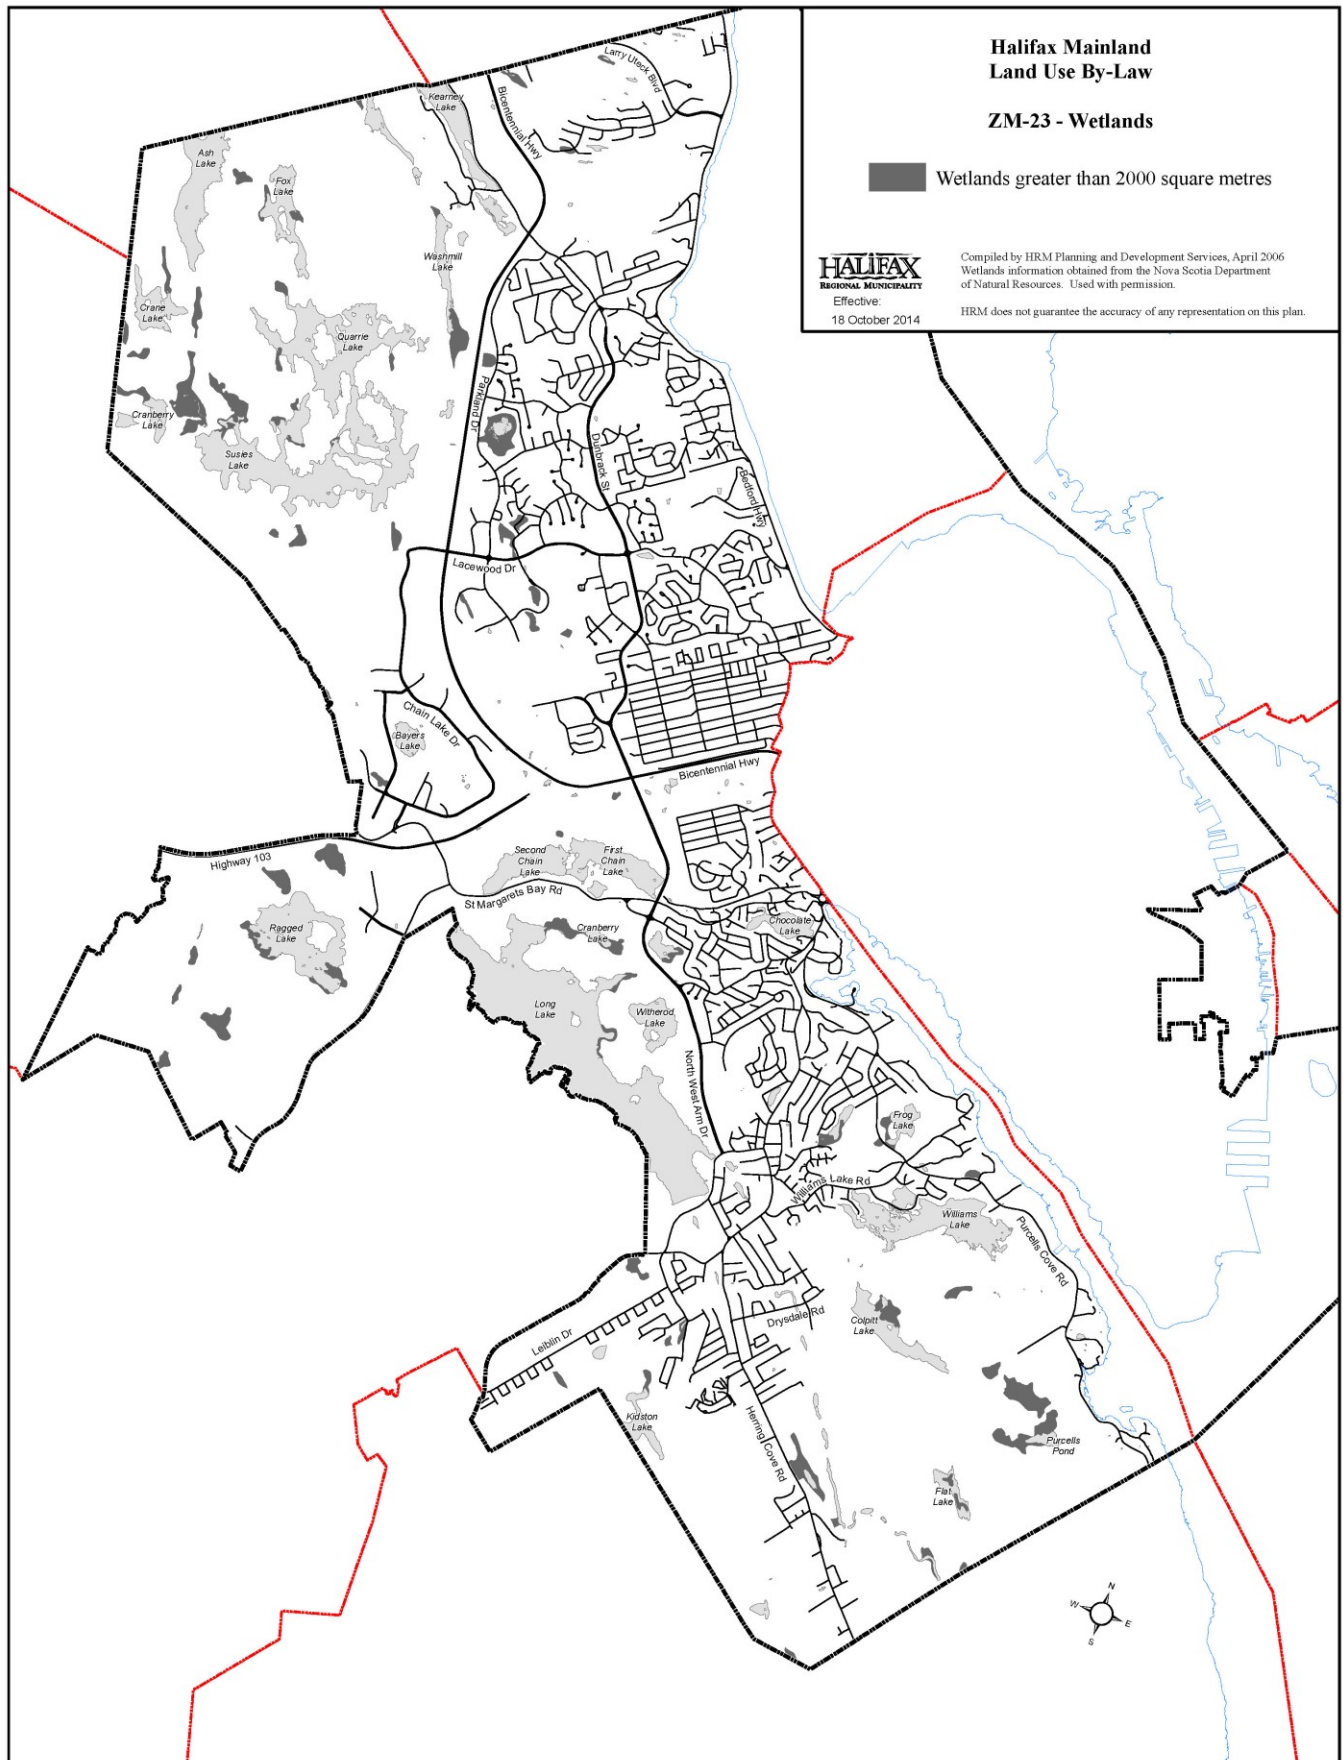 Halifax Mainland
Land Use By-Law
ZM-23 - Wetlands
Wetlands greater than 2000 square metres
HALIFAX
REGIONAL MUNICIPALITY
Effective:
18 October 2014
Compiled by HRM Planning and Development Services, April 2006
Wetlands information obtained from the Nova Scotia Department
of Natural Resources.  Used with permission.
HRM does not guarantee the accuracy of any representation on this plan.
Larry Uteck Blvd
Kearney
Lake
Bicentennial Hwy
Ash
Lake
Fox
Lake
Washmill
Lake
Crane
Lake
Quarrie
Lake
Parkland Dr
Cranberry
Lake
Susies
Lake
Dunbrack St
Bedford Hwy
Lacewood Dr
Chain Lake Dr
Bayers
Lake
Bicentennial Hwy
Highway 103
Second
Chain
Lake
First
Chain
Lake
St Margarets Bay Rd
Ragged
Lake
Cranberry
Lake
Chocolate
Lake
Long
Lake
Witherod
Lake
North West Arm Dr
Frog
Lake
Williams Lake Rd
Williams
Lake
Purcells Cove Rd
Drysdale Rd
Colpitt
Lake
Leiblin Dr
Kidston
Lake
Herring Cove Rd
Purcells
Pond
Flat
Lake
N
W
E
S